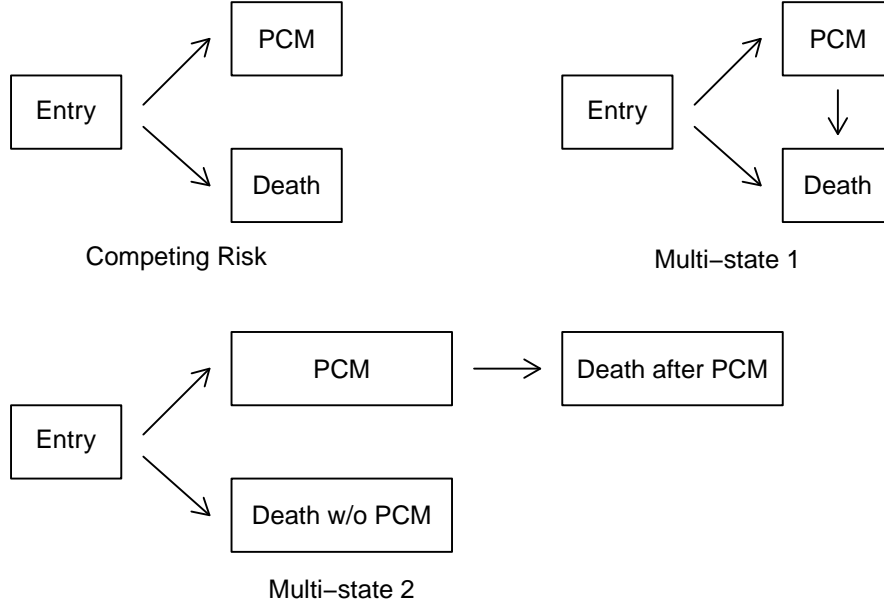 PCM
Entry
Death
Competing Risk
PCM
Entry
Death
Multi−state 1
PCM
Death after PCM
Entry
Death w/o PCM
Multi−state 2